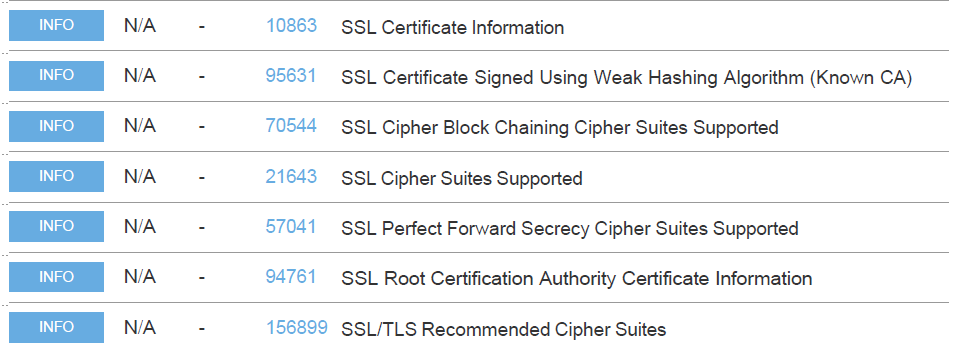 INFO N/A - 10863 SSL Certificate Information
INFO N/A - 95631 SSL Certificate Signed Using Weak Hashing Algorithm (Known CA)
INFO N/A - 70544 SSL Cipher Block Chaining Cipher Suites Supported
INFO N/A - 21643 SSL Cipher Suites Supported
INFO N/A - 57041 SSL Perfect Forward Secrecy Cipher Suites Supported
INFO N/A - 94761 SSL Root Certification Authority Certificate Information
INFO N/A - 156899 SSL/TLS Recommended Cipher Suites